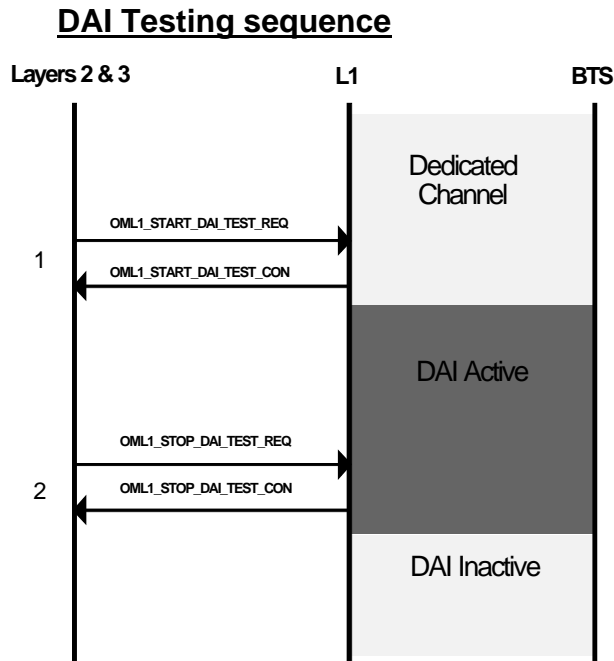 DAI Testing sequence
Layers 2 & 3
L1
BTS
Dedicated
Channel
OML1_START_DAI_TEST_REQ
1
OML1_START_DAI_TEST_CON
DAI Active
OML1_STOP_DAI_TEST_REQ
2
OML1_STOP_DAI_TEST_CON
DAI Inactive